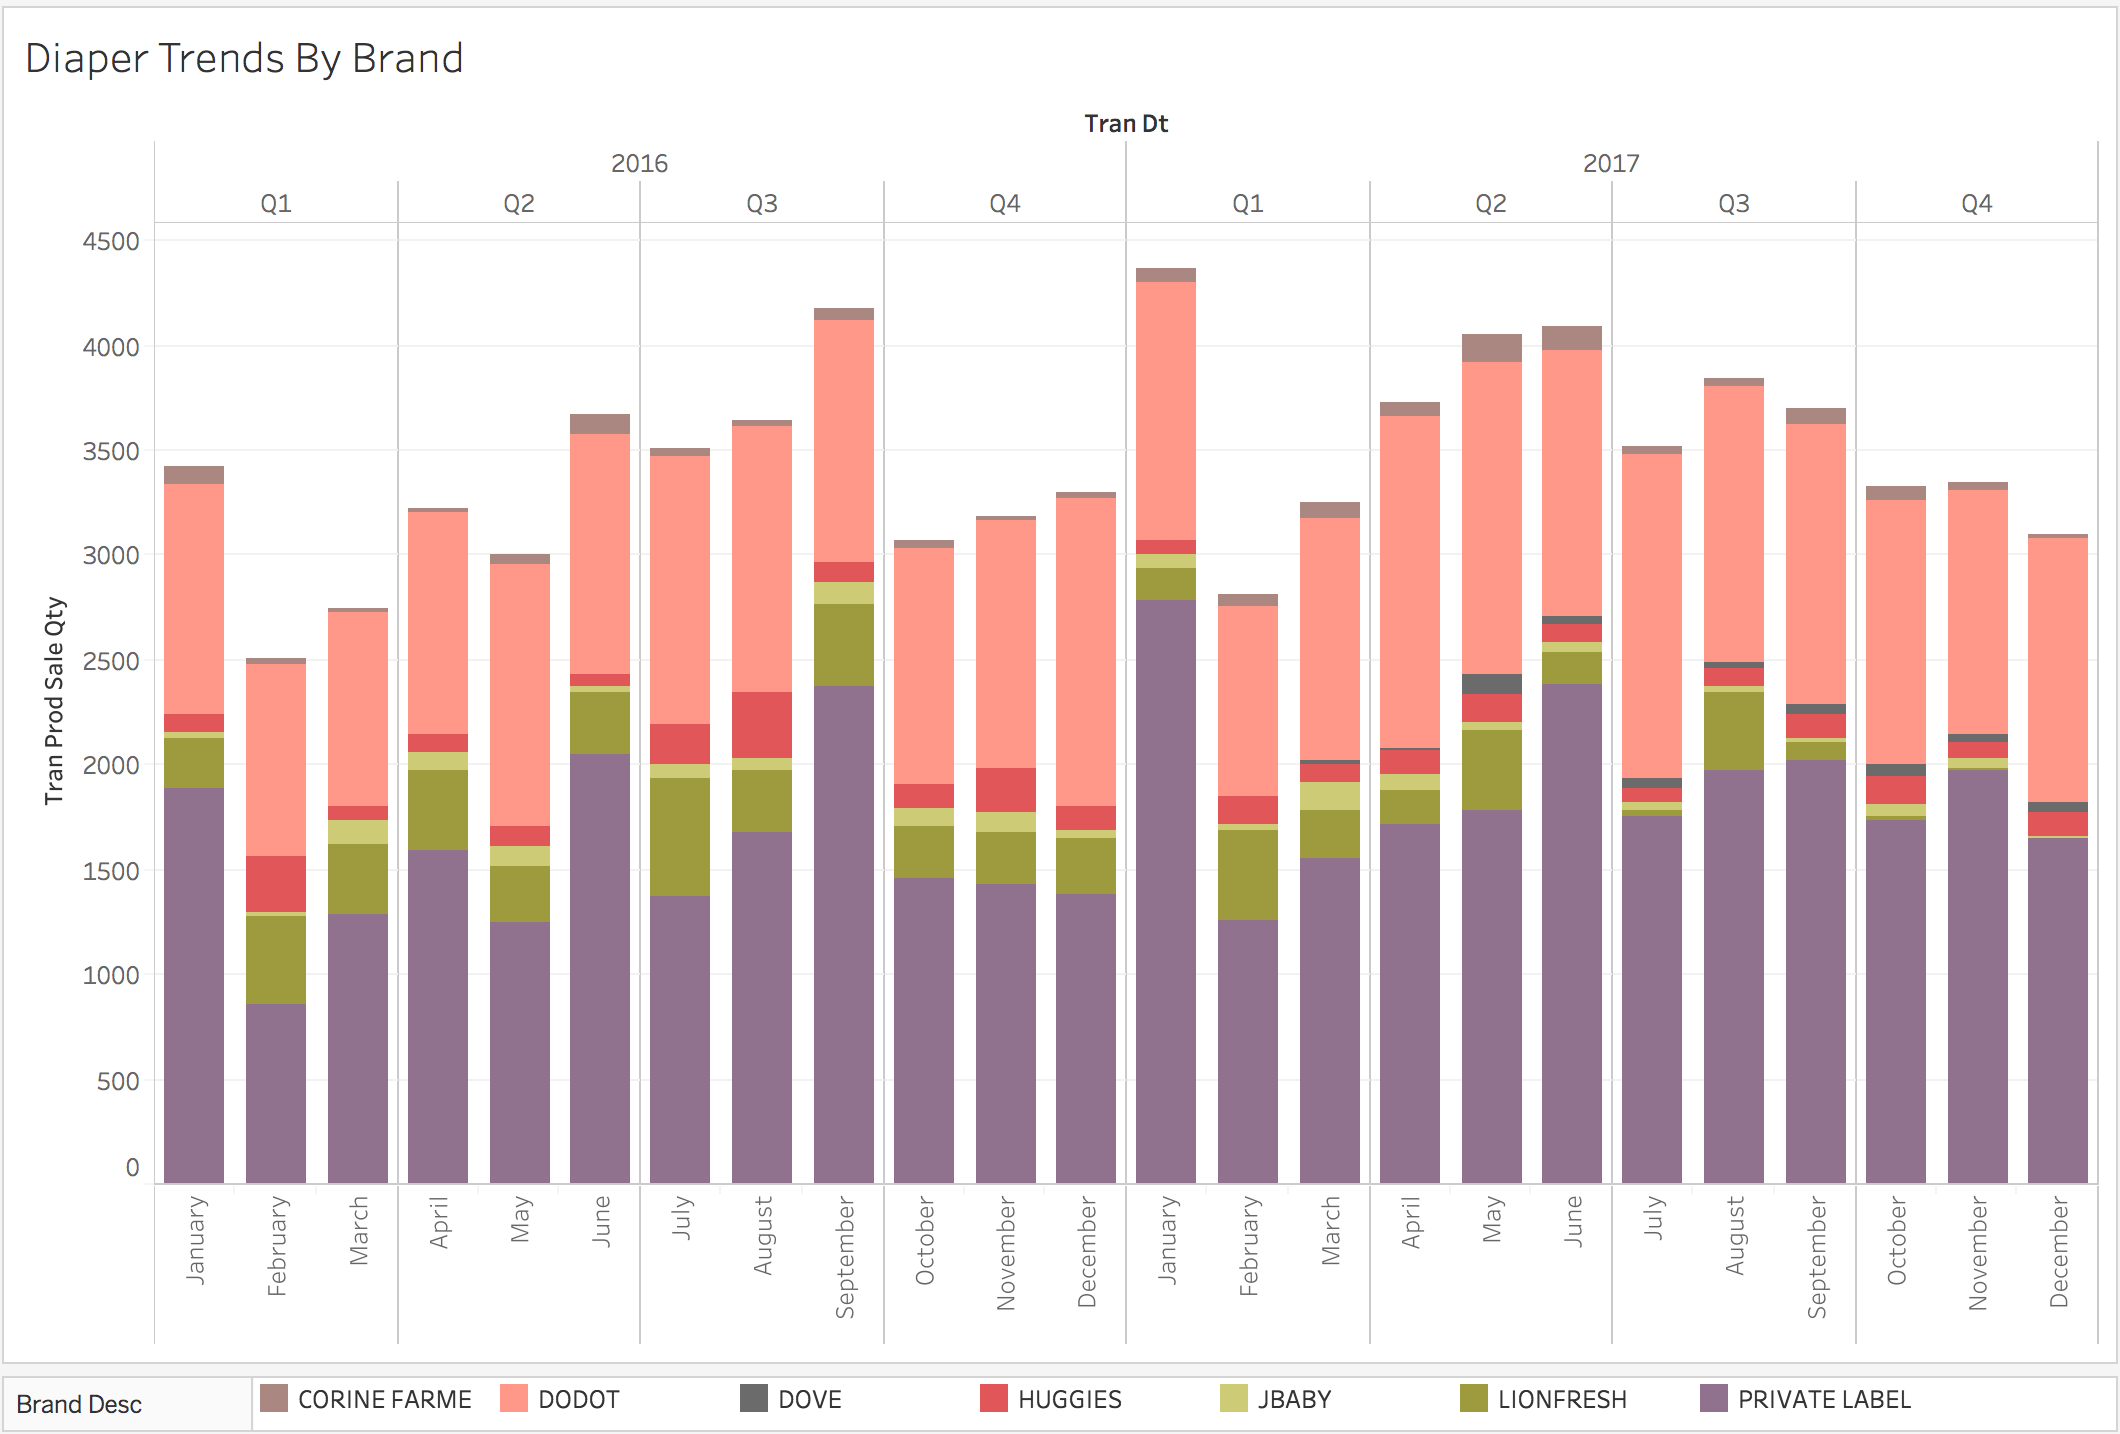 Diaper Trends By Brand
Tran Dt
2016 2017
Q1 Q2 Q3 Q4 Q1 Q2 Q3 Q4
4500
4000
3500
3000
2500
2000
1500
1000
500
0
Tran Prod Sale Qty
January February March April May June July August September October November December January February March April May June July August September October November December
Brand Desc CORINE FARME DODOT DOVE HUGGIES JBABY LIONFRESH PRIVATE LABEL